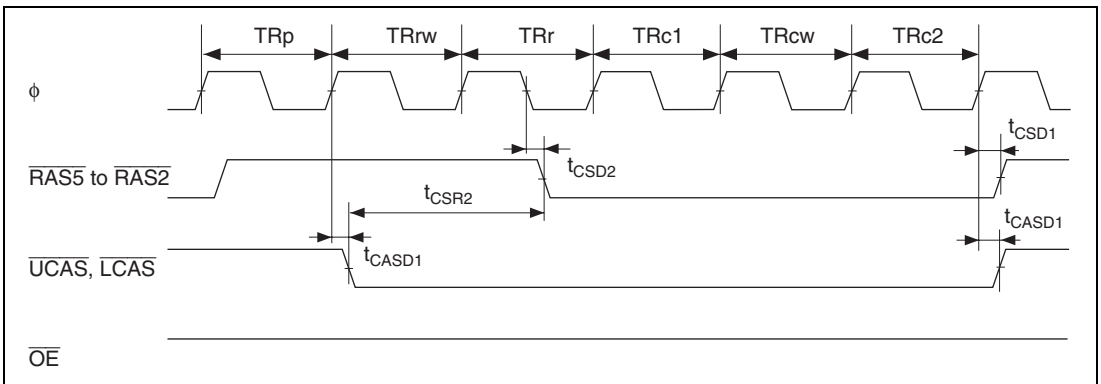 TRp TRrw TRr TRc1 TRcw TRc2
ϕ
tCSD1
RAS5 to RAS2
tCSD2
tCSR2
tCASD1
UCAS, LCAS
tCASD1
OE